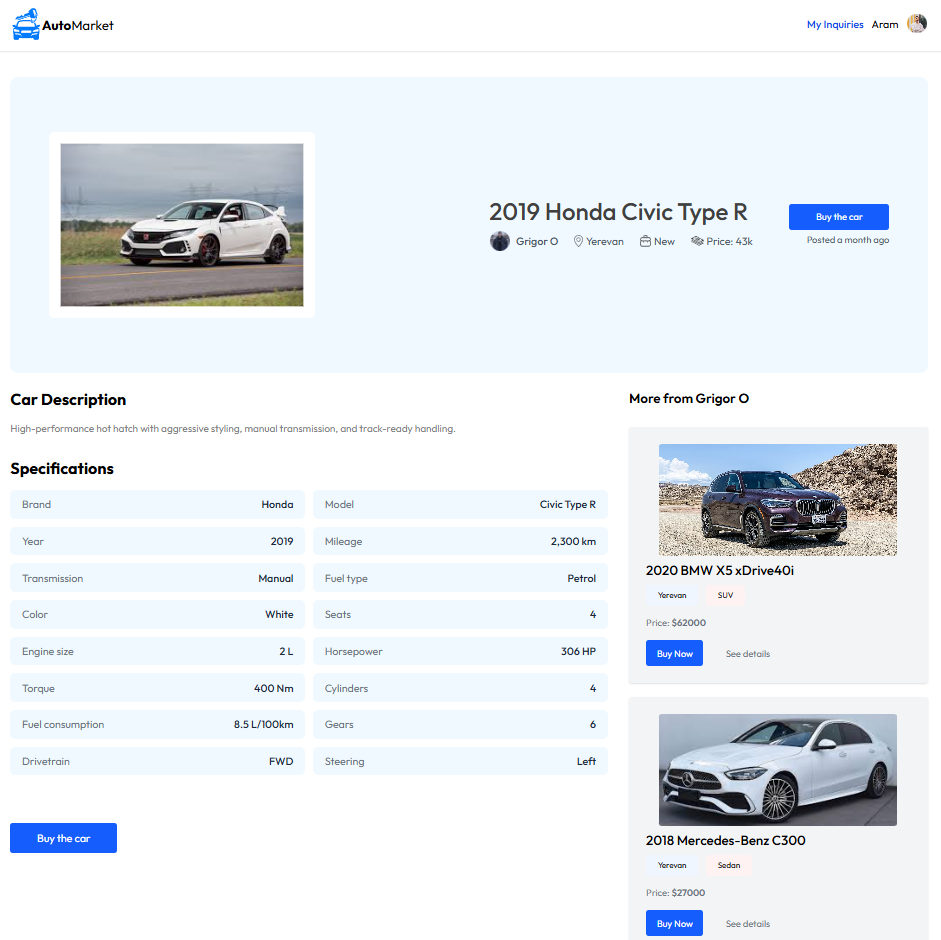 AutoMarket
My Inquiries Aram
2019 Honda Civic Type R
Grigor O Yerevan New Price: 43k
Buy the car
Posted a month ago
Car Description
High-performance hot hatch with aggressive styling, manual transmission, and track-ready handling.
Specifications
Brand Honda Model Civic Type R
Year 2019 Mileage 2,300 km
Transmission Manual Fuel type Petrol
Color White Seats 4
Engine size 2 L Horsepower 306 HP
Torque 400 Nm Cylinders 4
Fuel consumption 8.5 L/100km Gears 6
Drivetrain FWD Steering Left
Buy the car
More from Grigor O
2020 BMW X5 xDrive40i
Yerevan SUV
Price: $62000
Buy Now See details
2018 Mercedes-Benz C300
Yerevan Sedan
Price: $27000
Buy Now See details